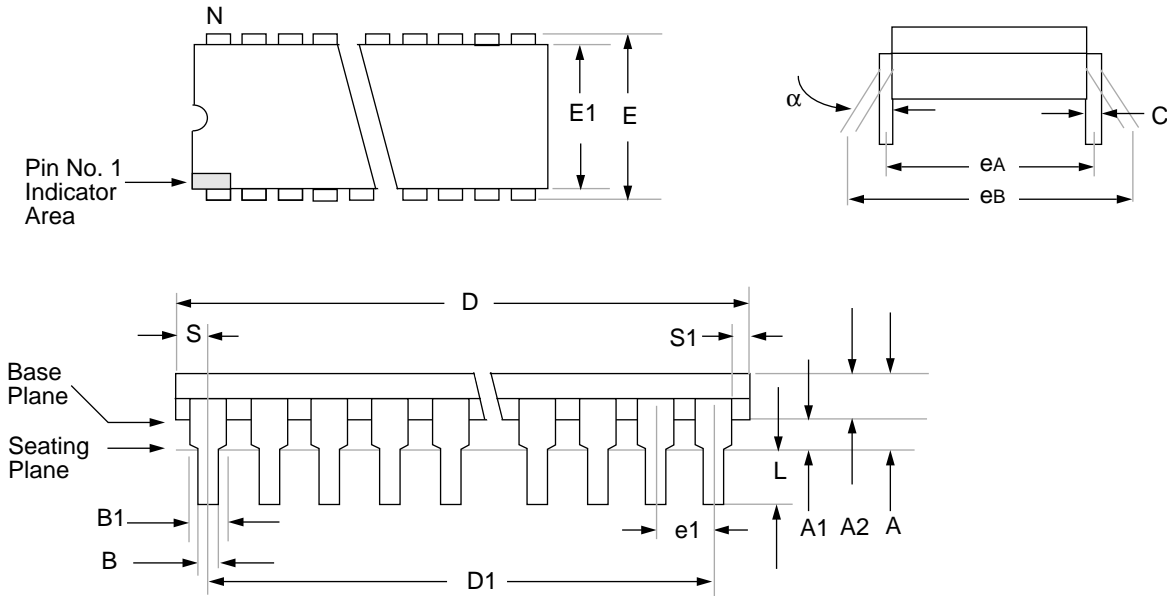 N
E1
E
Pin No. 1
Indicator
Area
α
C
eA
eB
D
S
S1
Base
Plane
Seating
Plane
L
B1
e1
A1
A2
A
B
D1